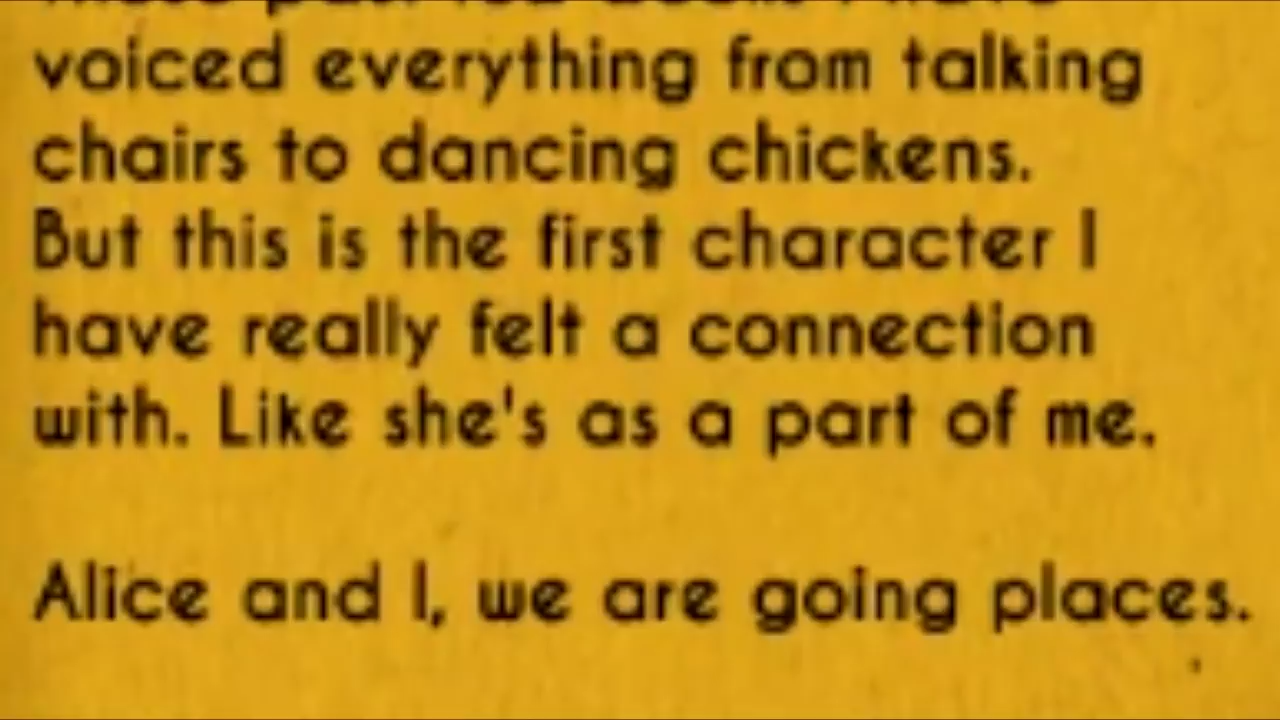 voiced everything from talking
chairs to dancing chickens.
But this is the first character I
have really felt a connection
with. Like she's as a part of me.
Alice and I, we are going places.